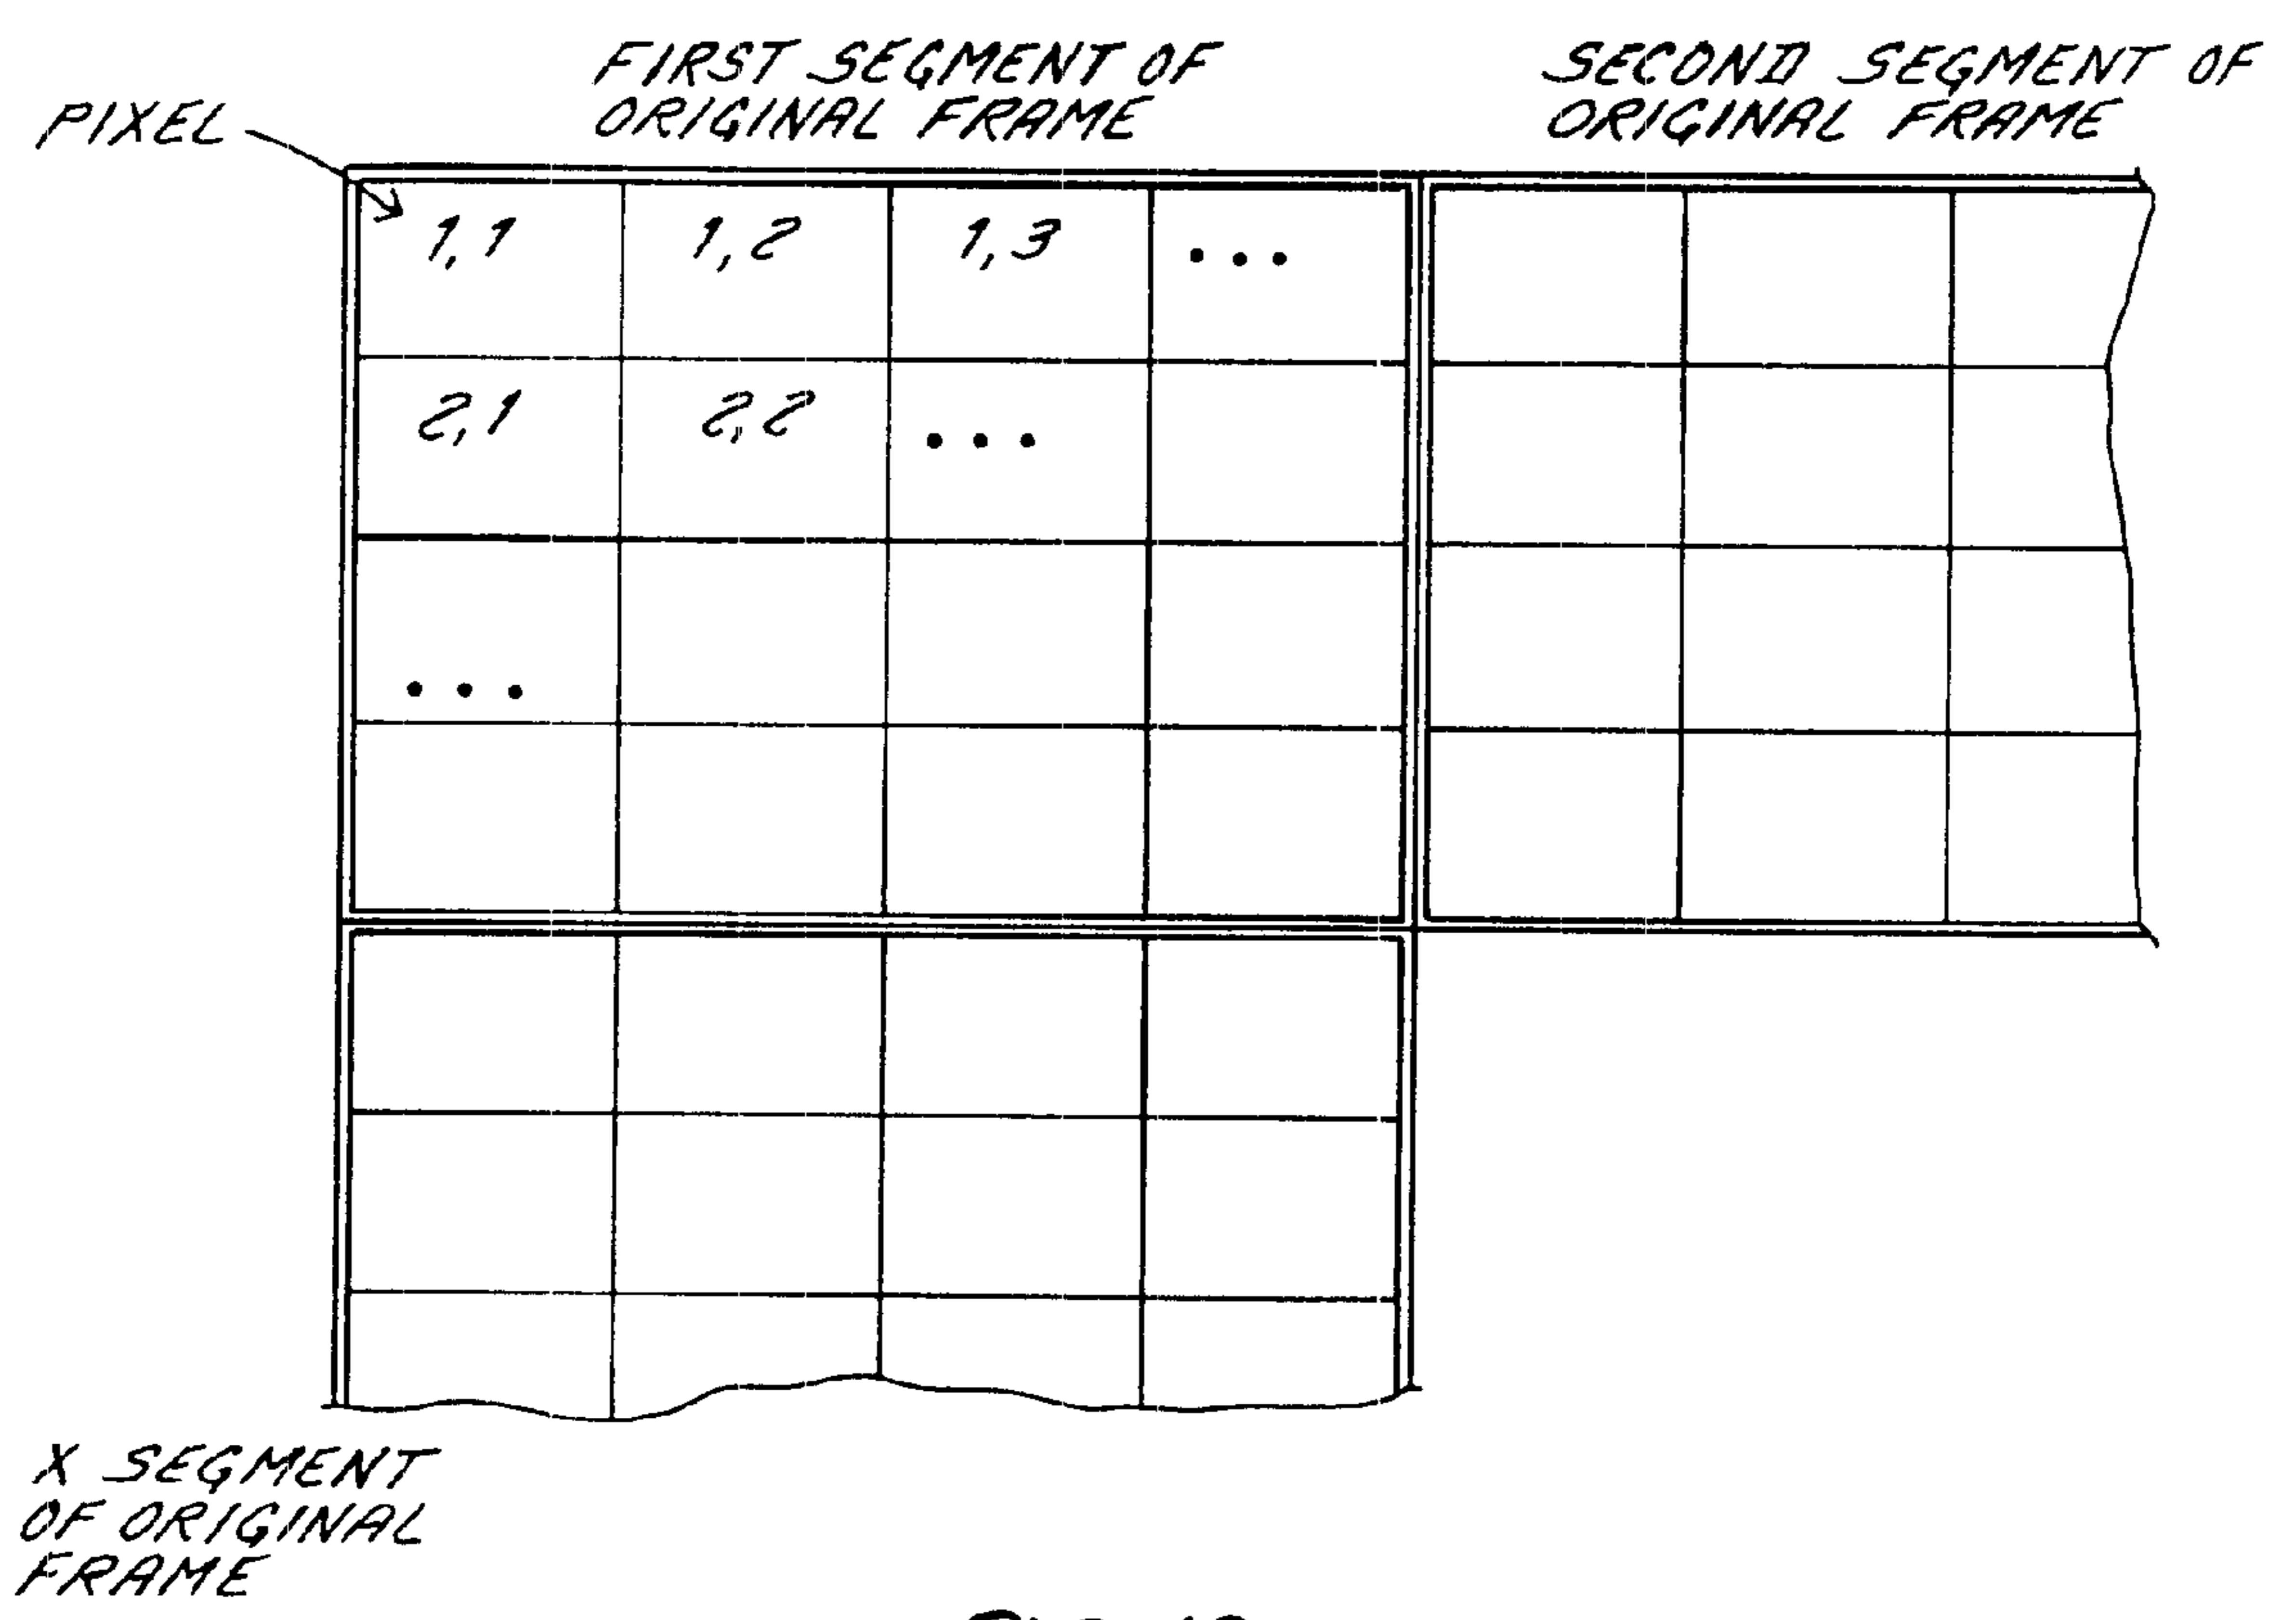 FIRST SEGMENT OF
ORIGINAL FRAME
SECOND SEGMENT OF
ORIGINAL FRAME
PIXEL
1,1 1,2 1,3 ...
2,1 2,2 ...
...
X SEGMENT
OF ORIGINAL
FRAME